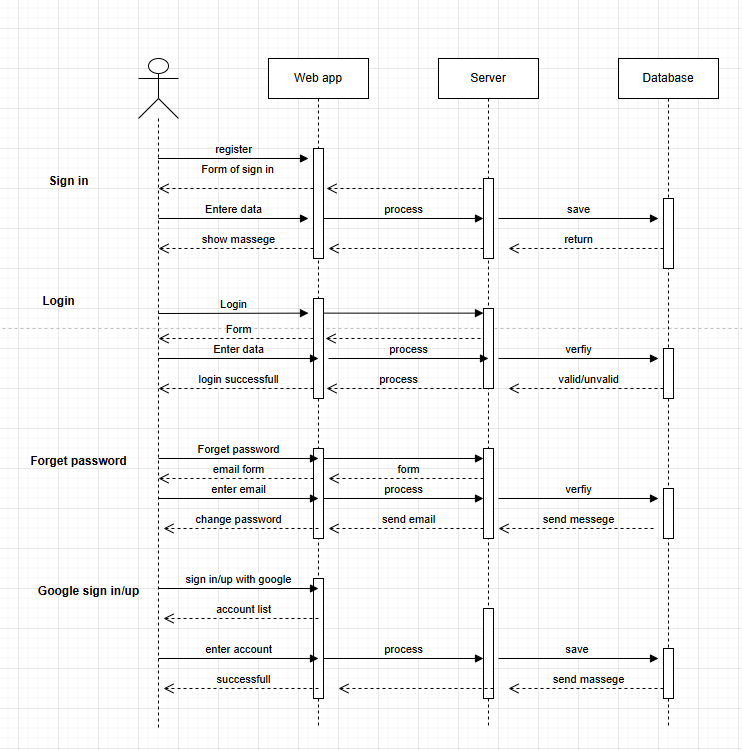 Web app
Server
Database
register
Form of sign in
Sign in
Entere data
process
save
show massege
return
Login
Login
Form
Enter data
process
verfiy
login successfull
process
valid/unvalid
Forget password
Forget password
email form
form
enter email
process
verfiy
change password
send email
send messege
sign in/up with google
Google sign in/up
account list
enter account
process
save
successfull
send massege